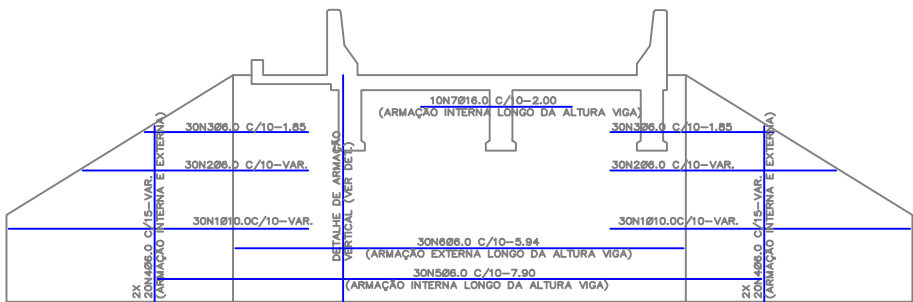 10N7Ø16.0 C/10-2.00
(ARMAÇÃO INTERNA LONGO DA ALTURA VIGA)
30N3Ø6.0 C/10-1.85
30N3Ø6.0 C/10-1.85
30N2Ø6.0 C/10-VAR.
30N2Ø6.0 C/10-VAR.
30N1Ø10.0C/10-VAR.
30N1Ø10.0C/10-VAR.
30N6Ø6.0 C/10-5.94
(ARMAÇÃO EXTERNA LONGO DA ALTURA VIGA)
30N5Ø6.0 C/10-7.90
(ARMAÇÃO INTERNA LONGO DA ALTURA VIGA)
2X
20N4Ø6.0 C/15-VAR.
(ARMAÇÃO INTERNA E EXTERNA)
DETALHE DE ARMAÇÃO
VERTICAL (VER DET.)
2X
20N4Ø6.0 C/15-VAR.
(ARMAÇÃO INTERNA E EXTERNA)